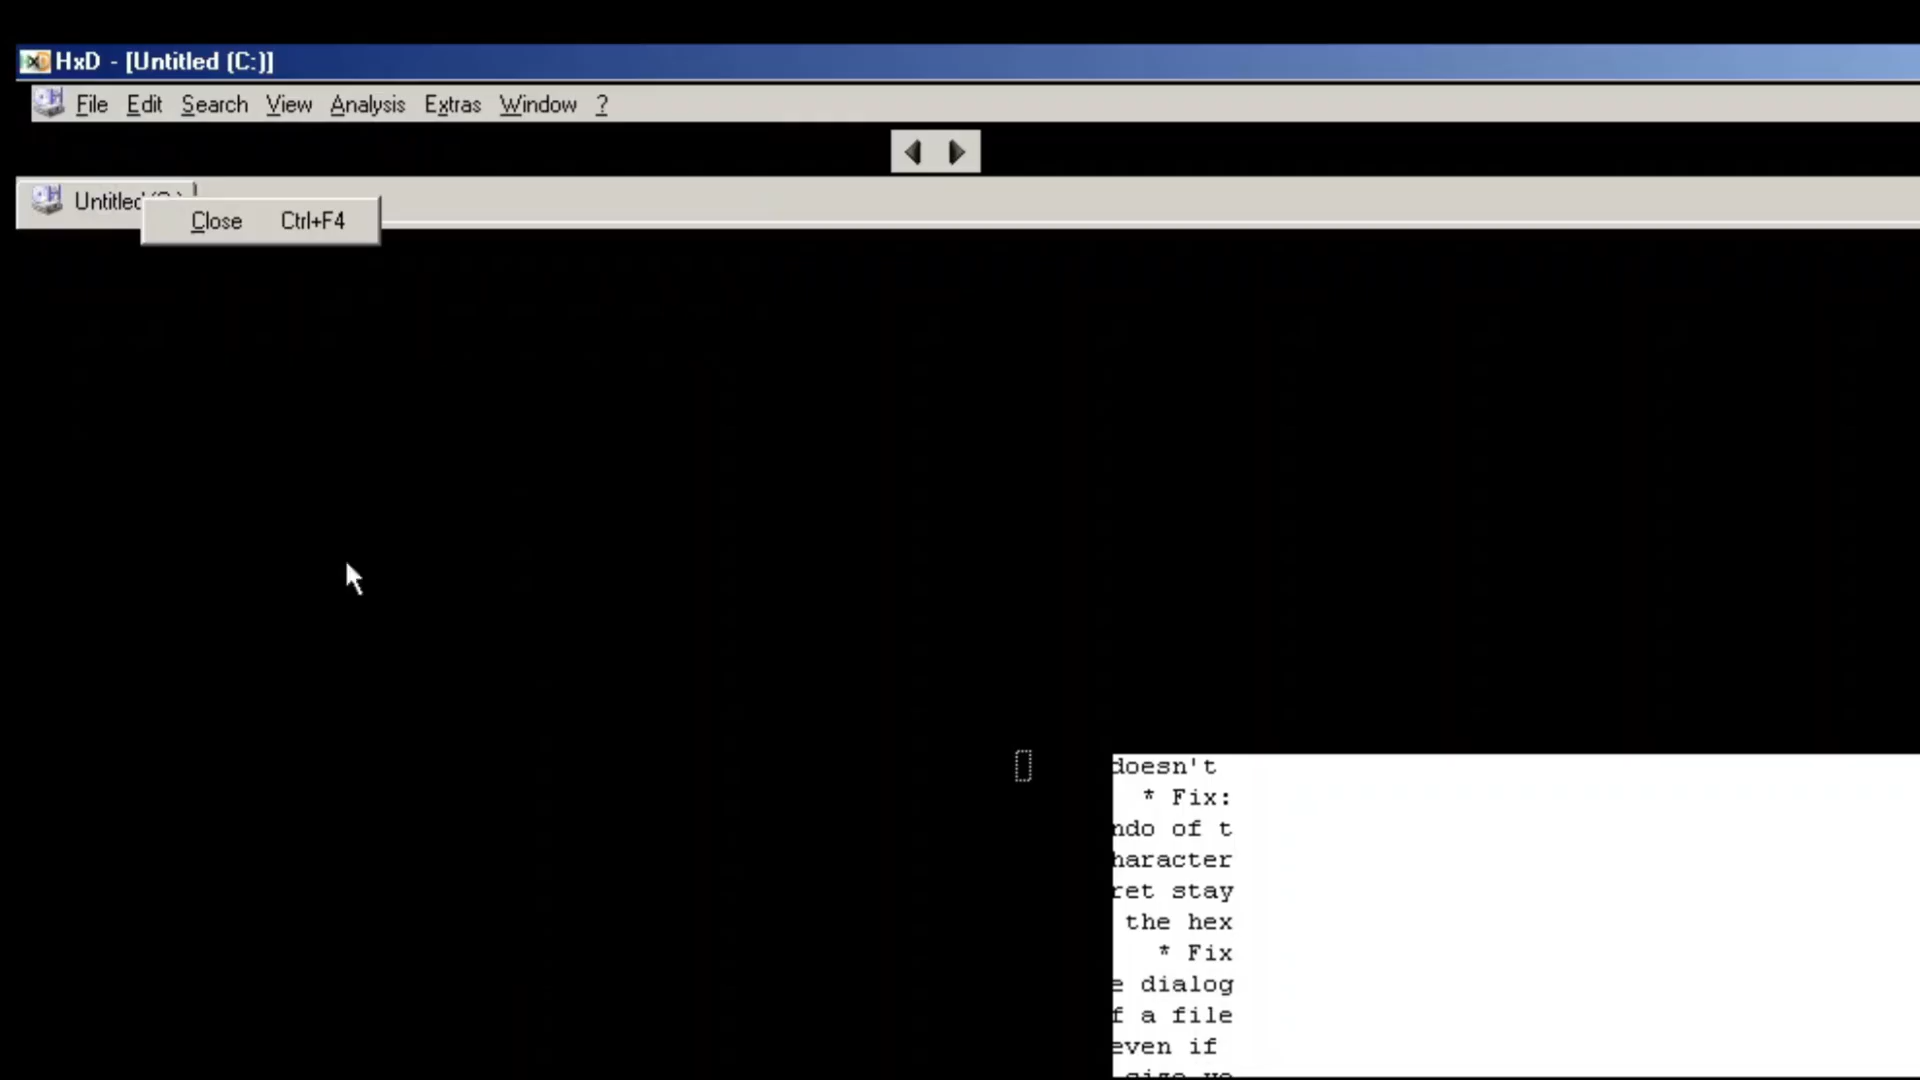 HxD - [Untitled (C:)]
File Edit Search View Analysis Extras Window ?
Untitled
Close Ctrl+F4
doesn't
* Fix:
ndo of t
haracter
ret stay
the hex
* Fix
e dialog
f a file
even if